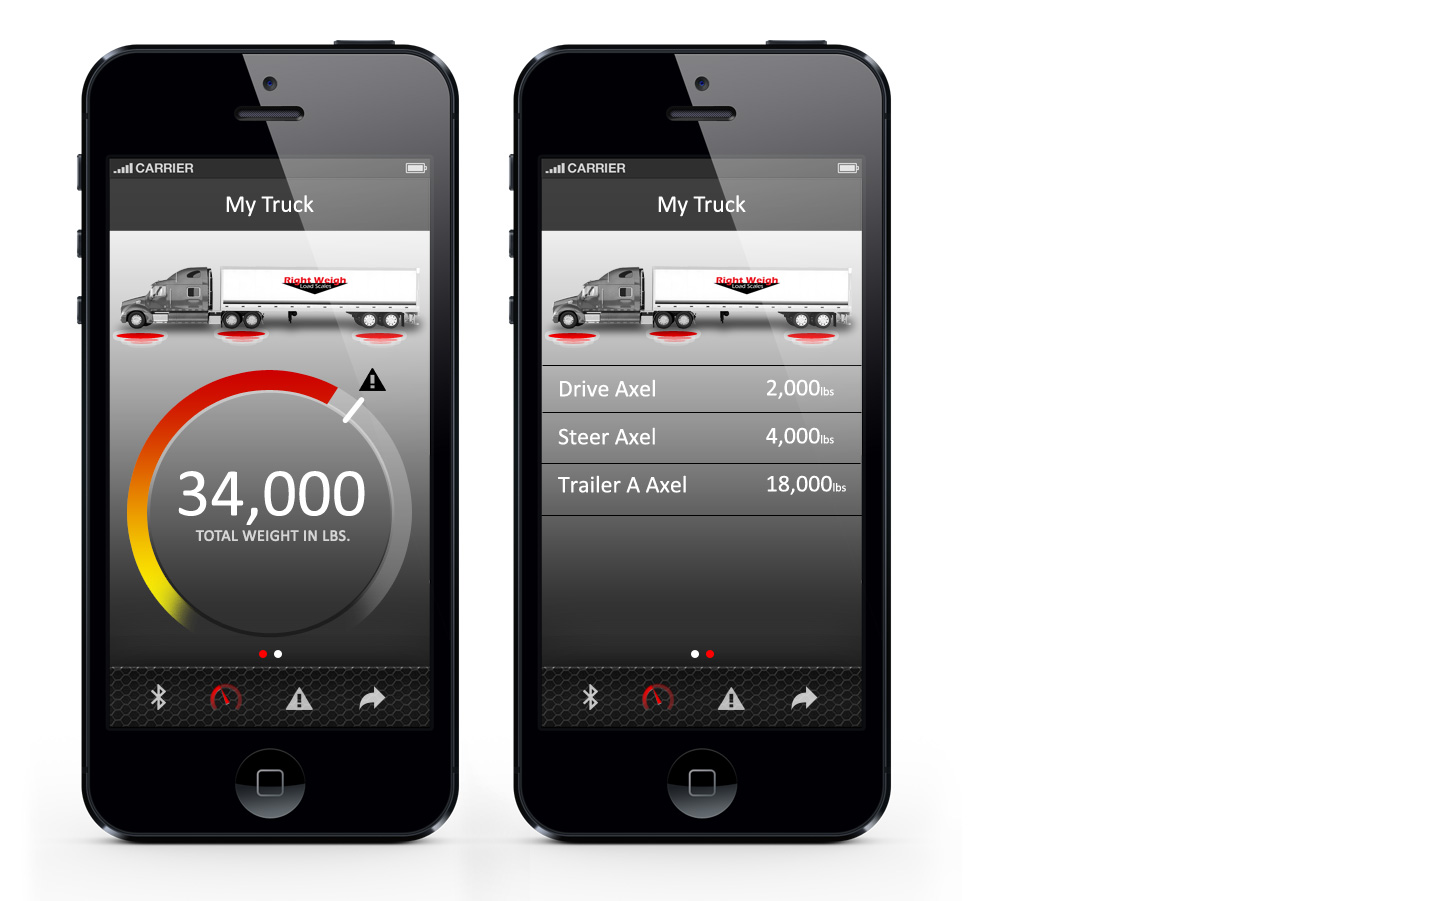 CARRIER
My Truck
Right Weigh
Load Scales
34,000
TOTAL WEIGHT IN LBS.
CARRIER
My Truck
Right Weigh
Load Scales
Drive Axel 2,000lbs
Steer Axel 4,000lbs
Trailer A Axel 18,000lbs